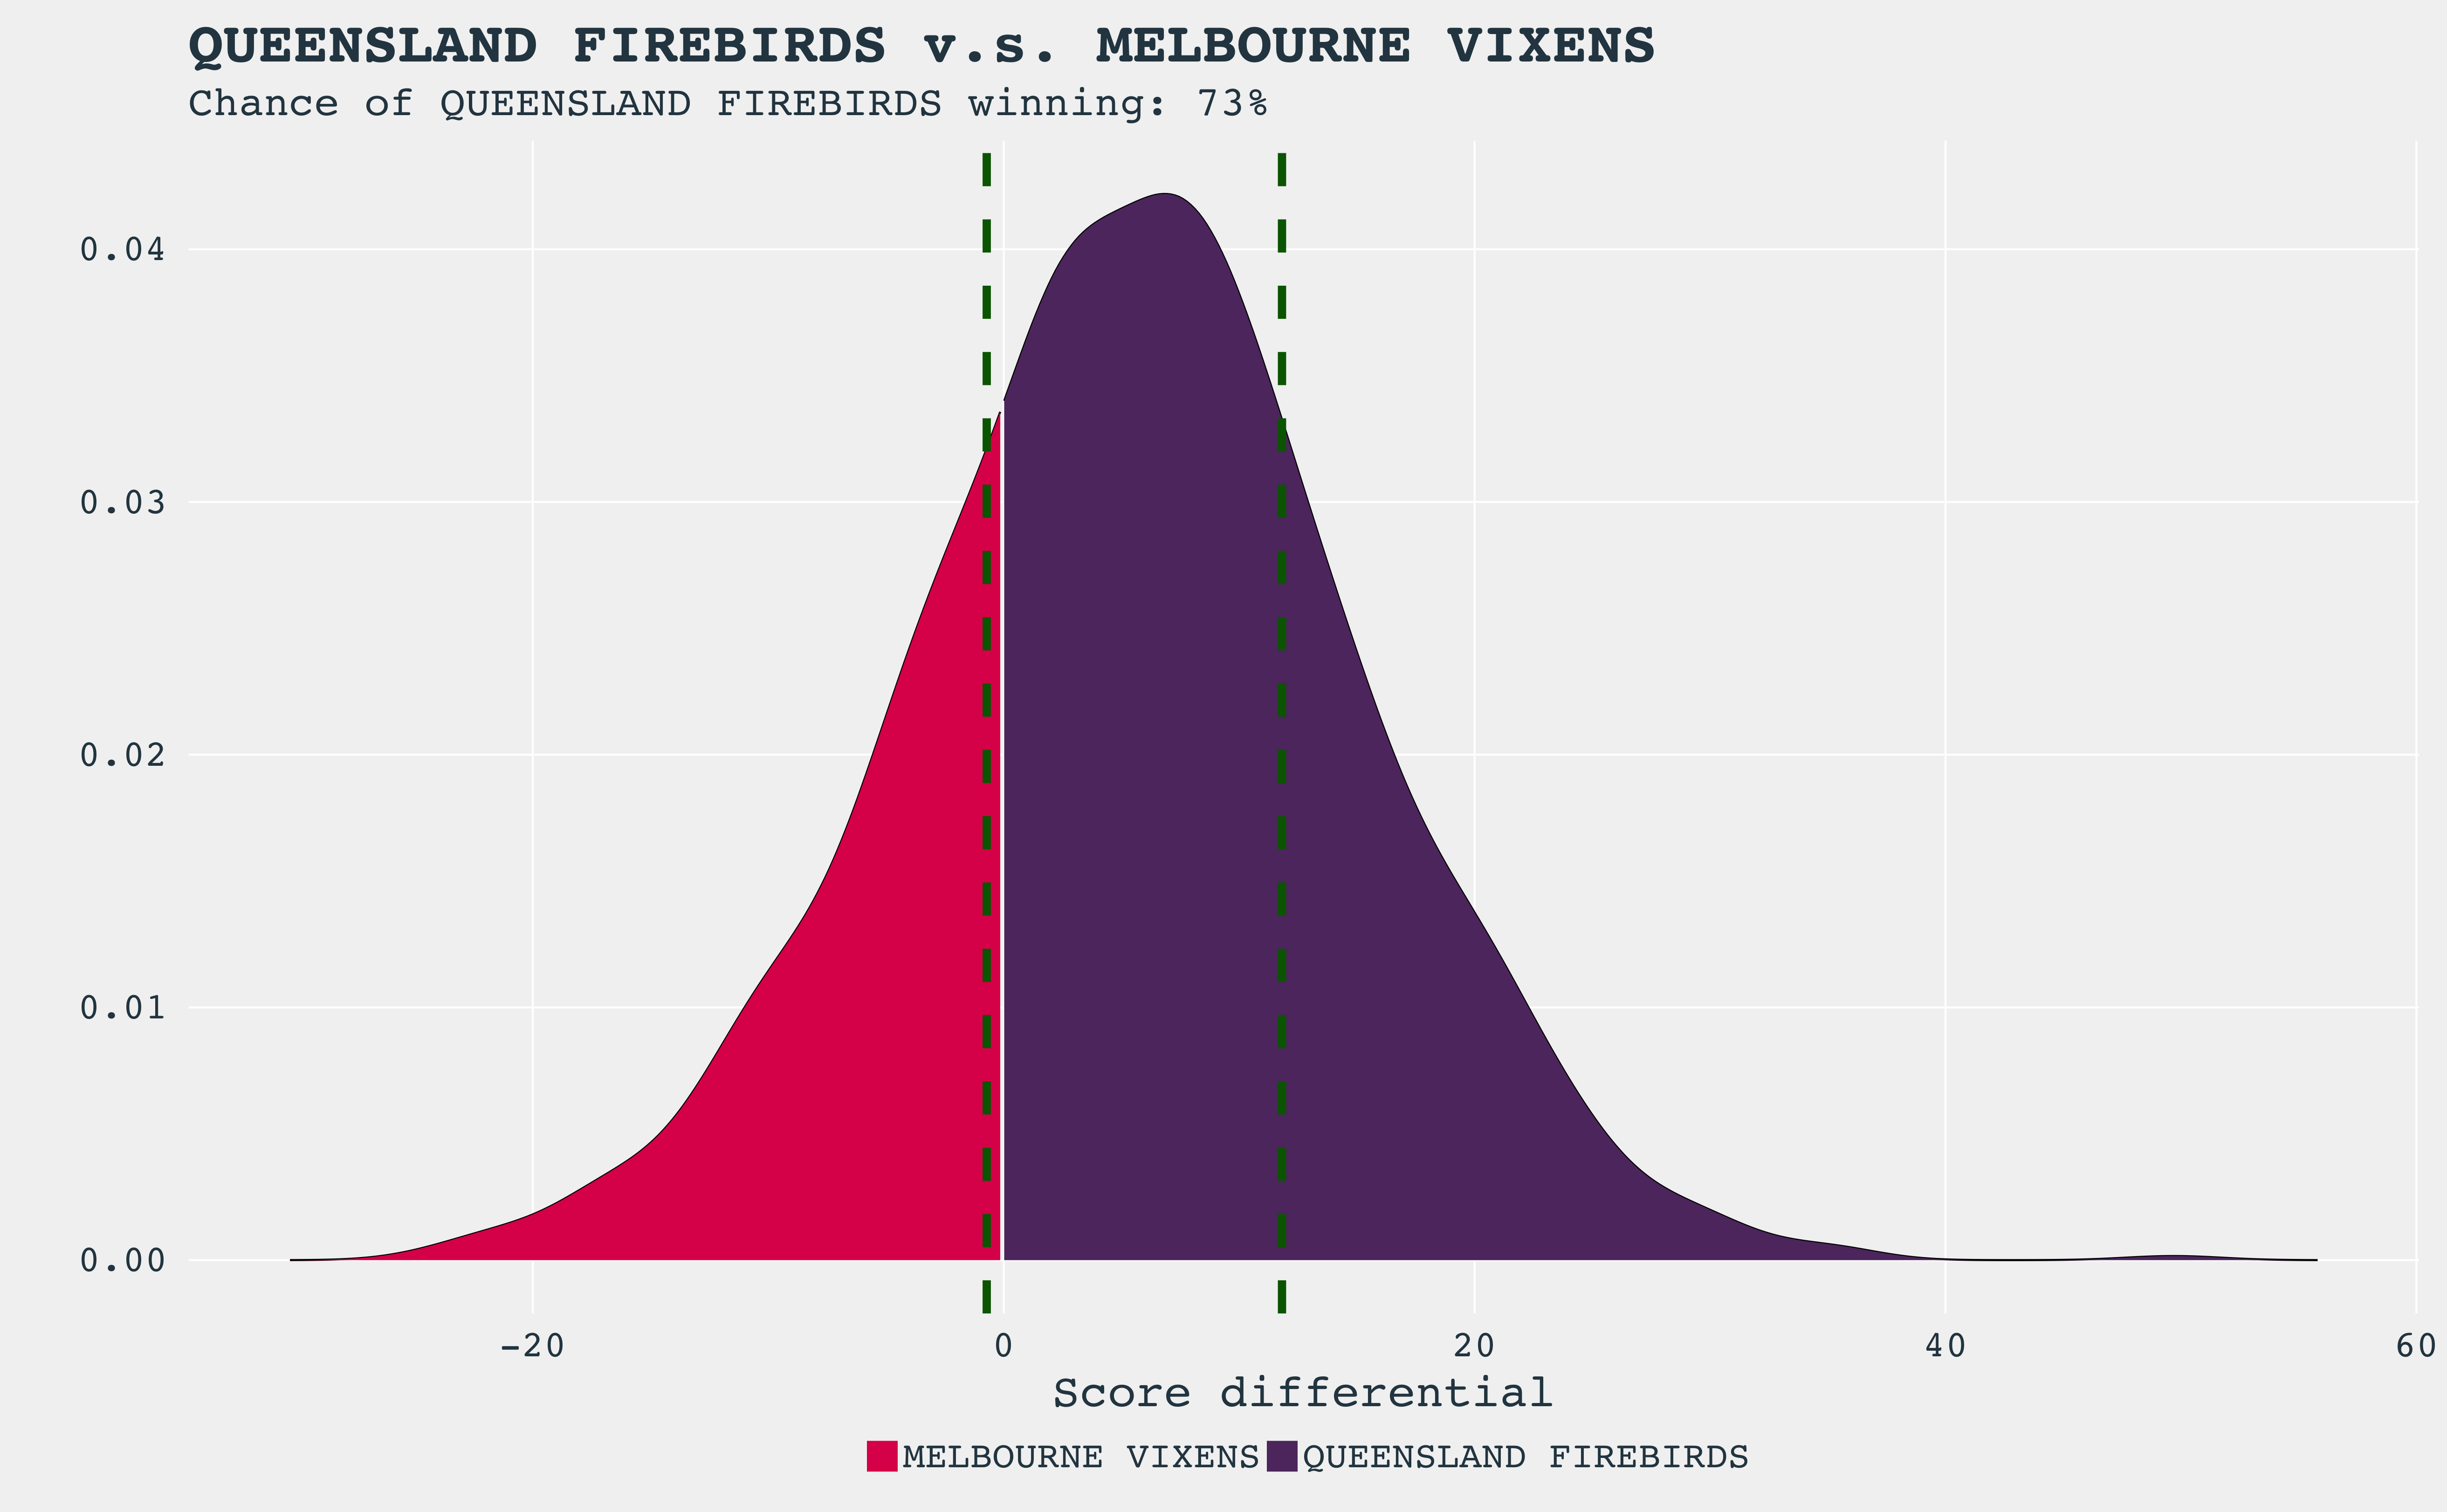 QUEENSLAND FIREBIRDS v.s. MELBOURNE VIXENS
Chance of QUEENSLAND FIREBIRDS winning: 73%
0.04
0.03
0.02
0.01
0.00
-20 0 20 40 60
Score differential
MELBOURNE VIXENS QUEENSLAND FIREBIRDS